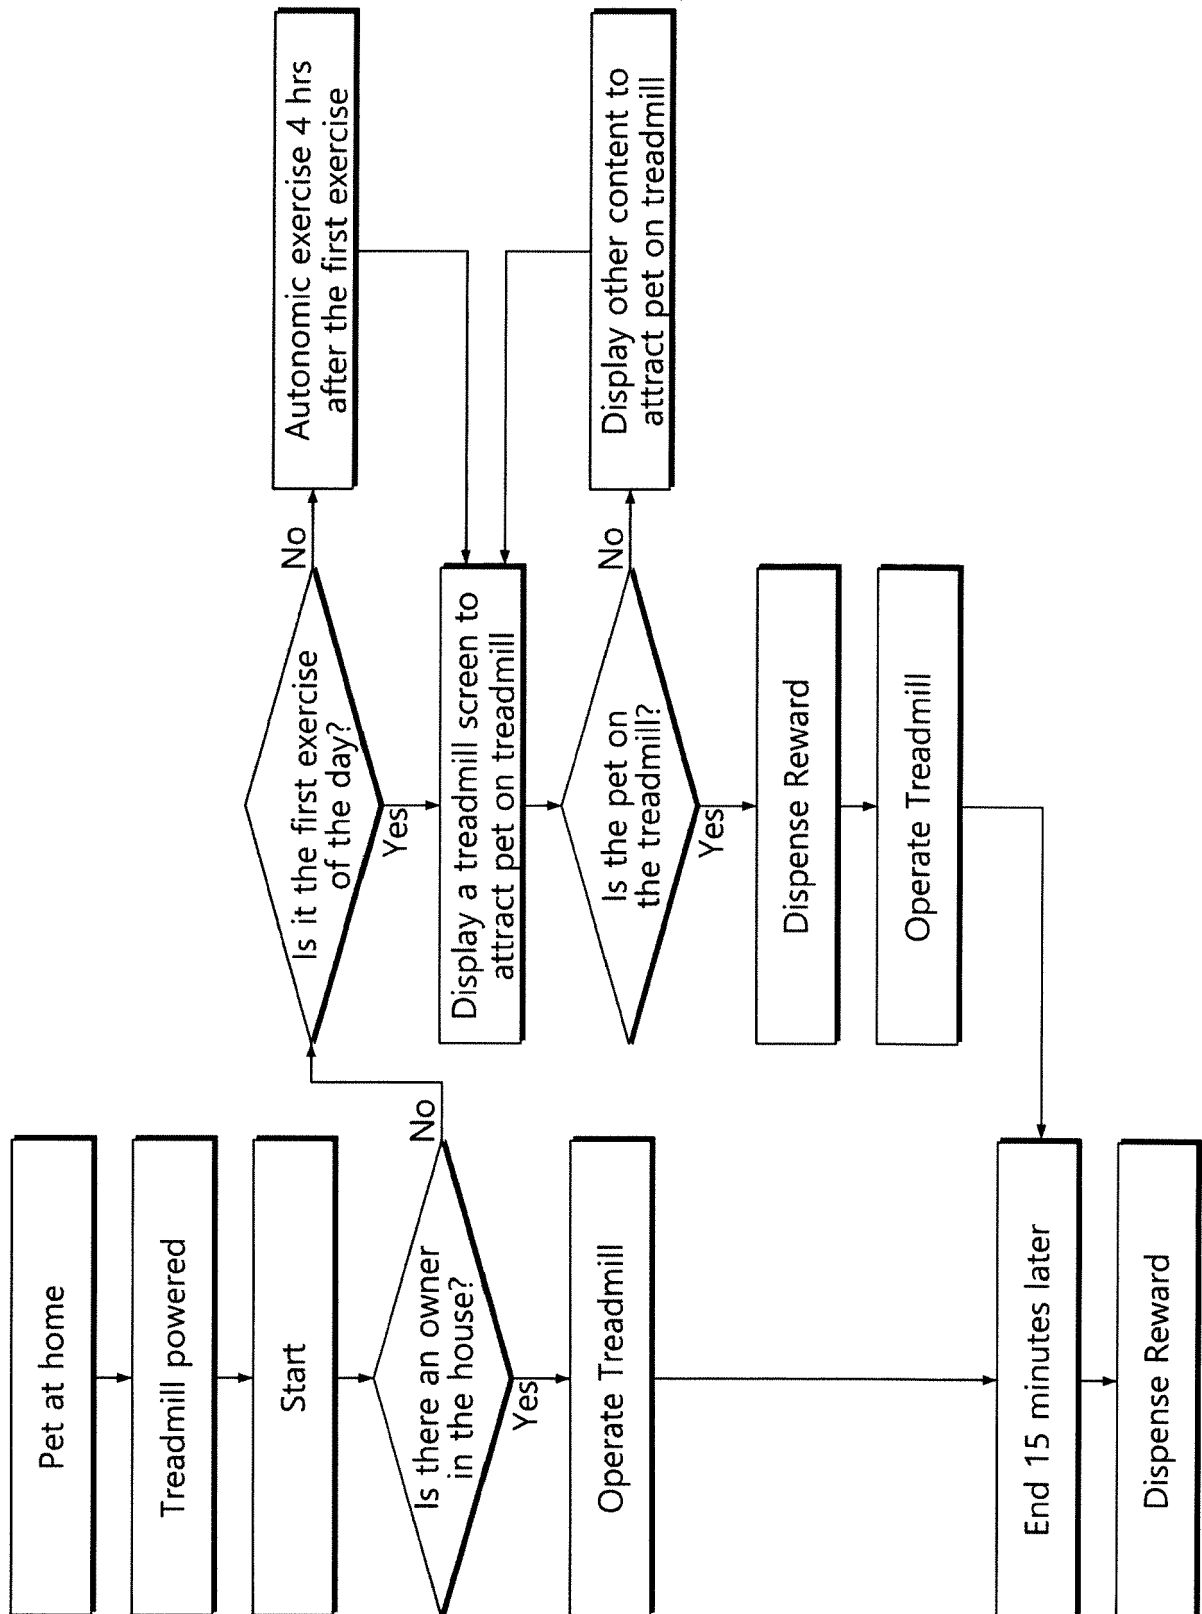 Pet at home
Treadmill powered
Start
Is there an owner
in the house?
No
Yes
Operate Treadmill
Is it the first exercise
of the day?
No
Yes
Autonomic exercise 4 hrs
after the first exercise
Display a treadmill screen to
attract pet on treadmill
Is the pet on
the treadmill?
No
Yes
Display other content to
attract pet on treadmill
Dispense Reward
Operate Treadmill
End 15 minutes later
Dispense Reward